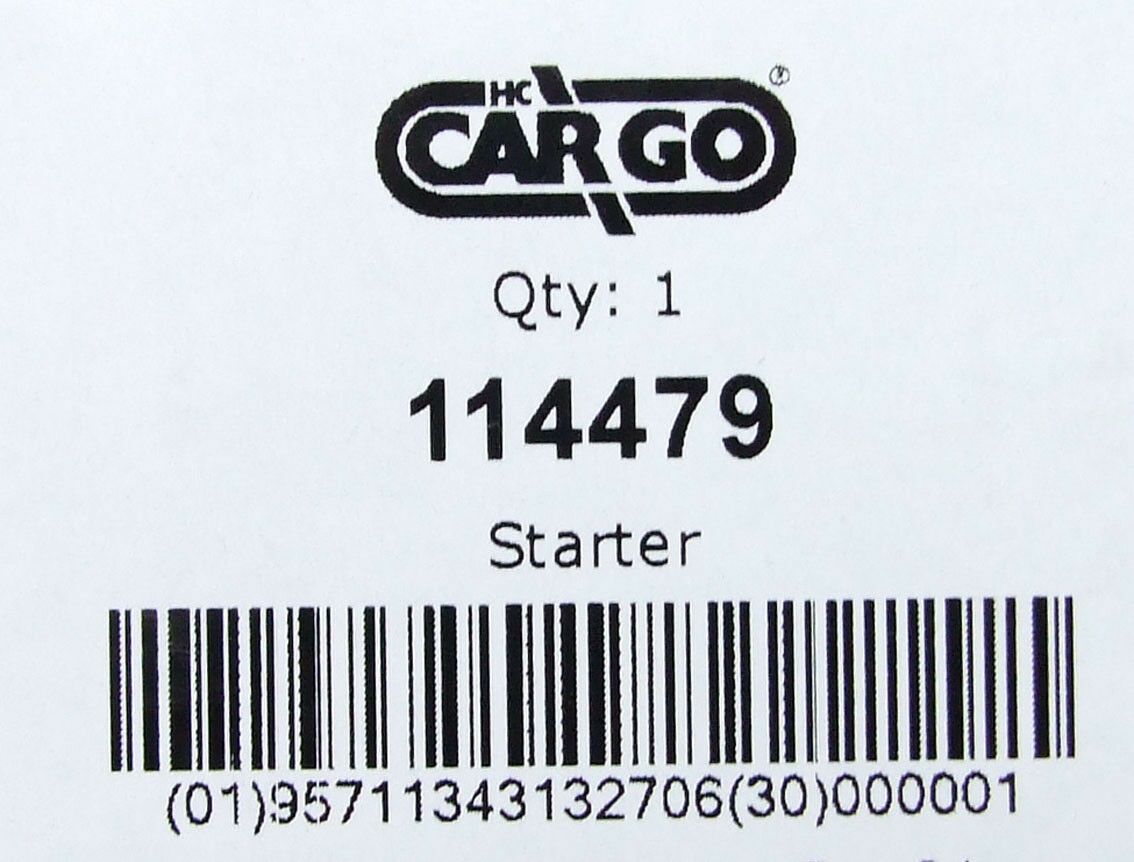 HC
CARGO®
Qty: 1
114479
Starter
(01)95711343132706(30)000001